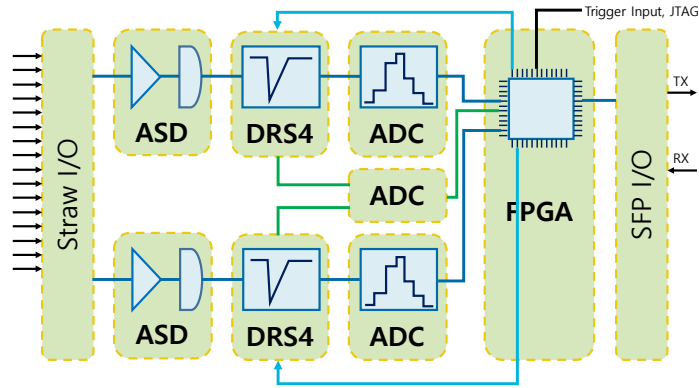 Trigger Input, JTAG
Straw I/O
ASD
DRS4
ADC
TX
ADC
FPGA
RX
SFP I/O
ASD
DRS4
ADC